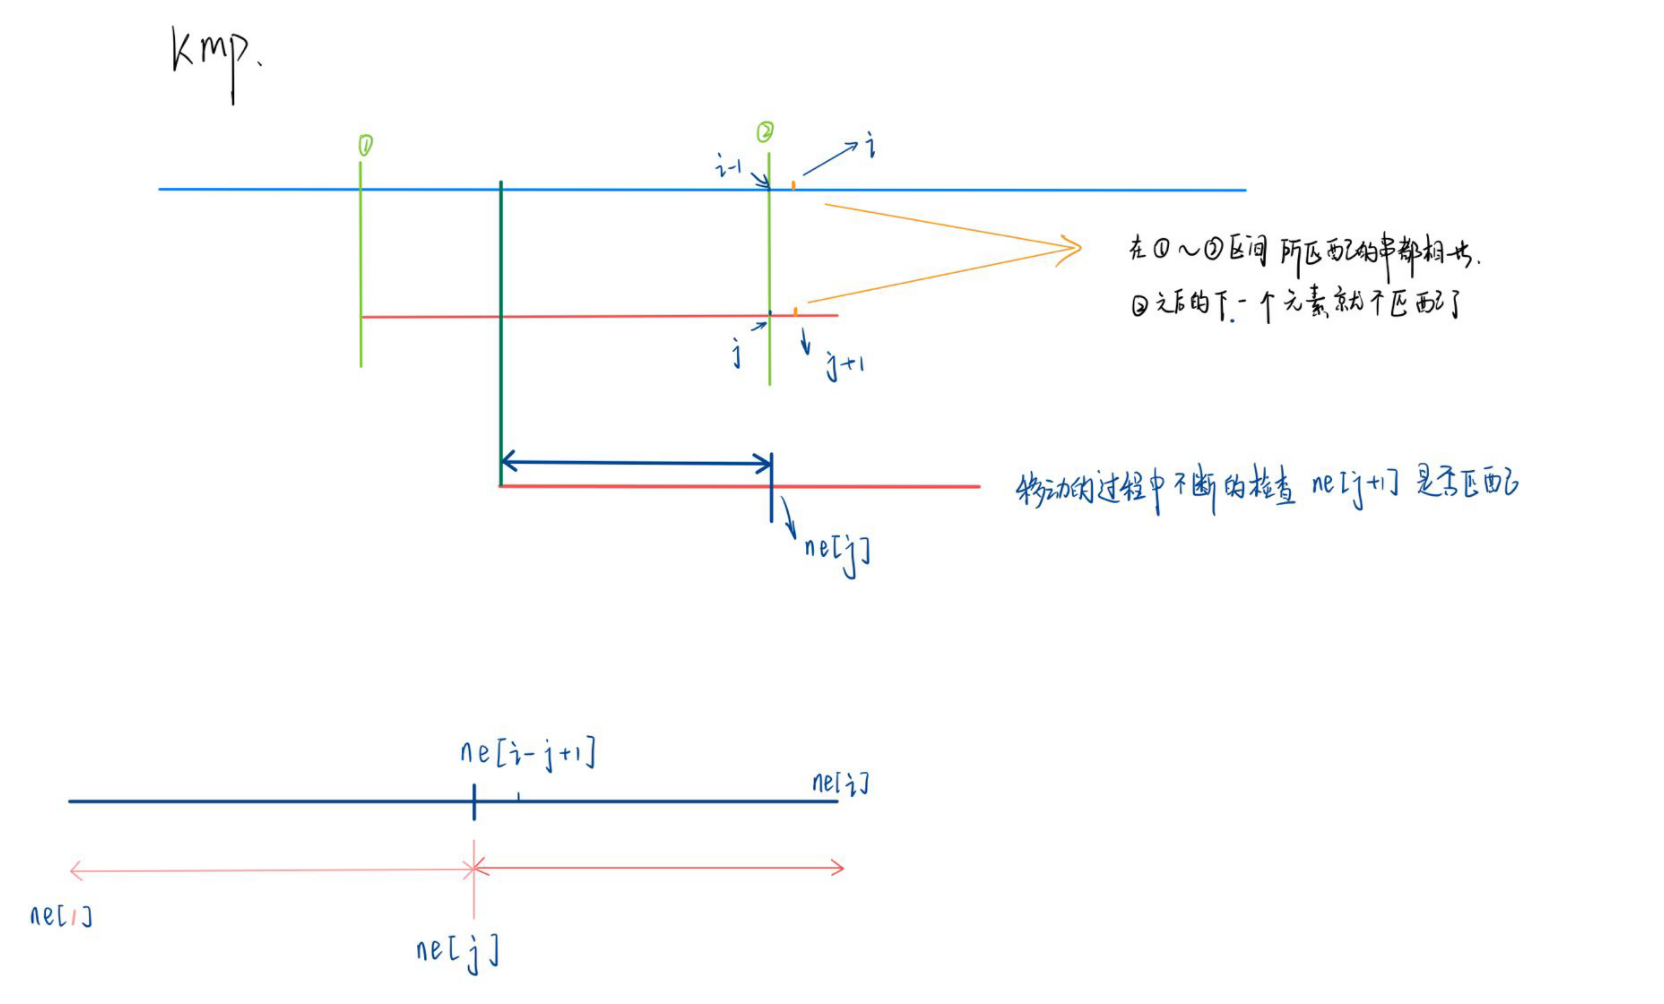 kmp.
①
②
i-1
i
在①~②区间 所匹配的串都相共.
②之后的下一个元素就不匹配了
j
j+1
移动的过程中不断的检查 ne[j+1] 是否匹配
ne[j]
ne[i-j+1]
ne[i]
ne[1]
ne[j]